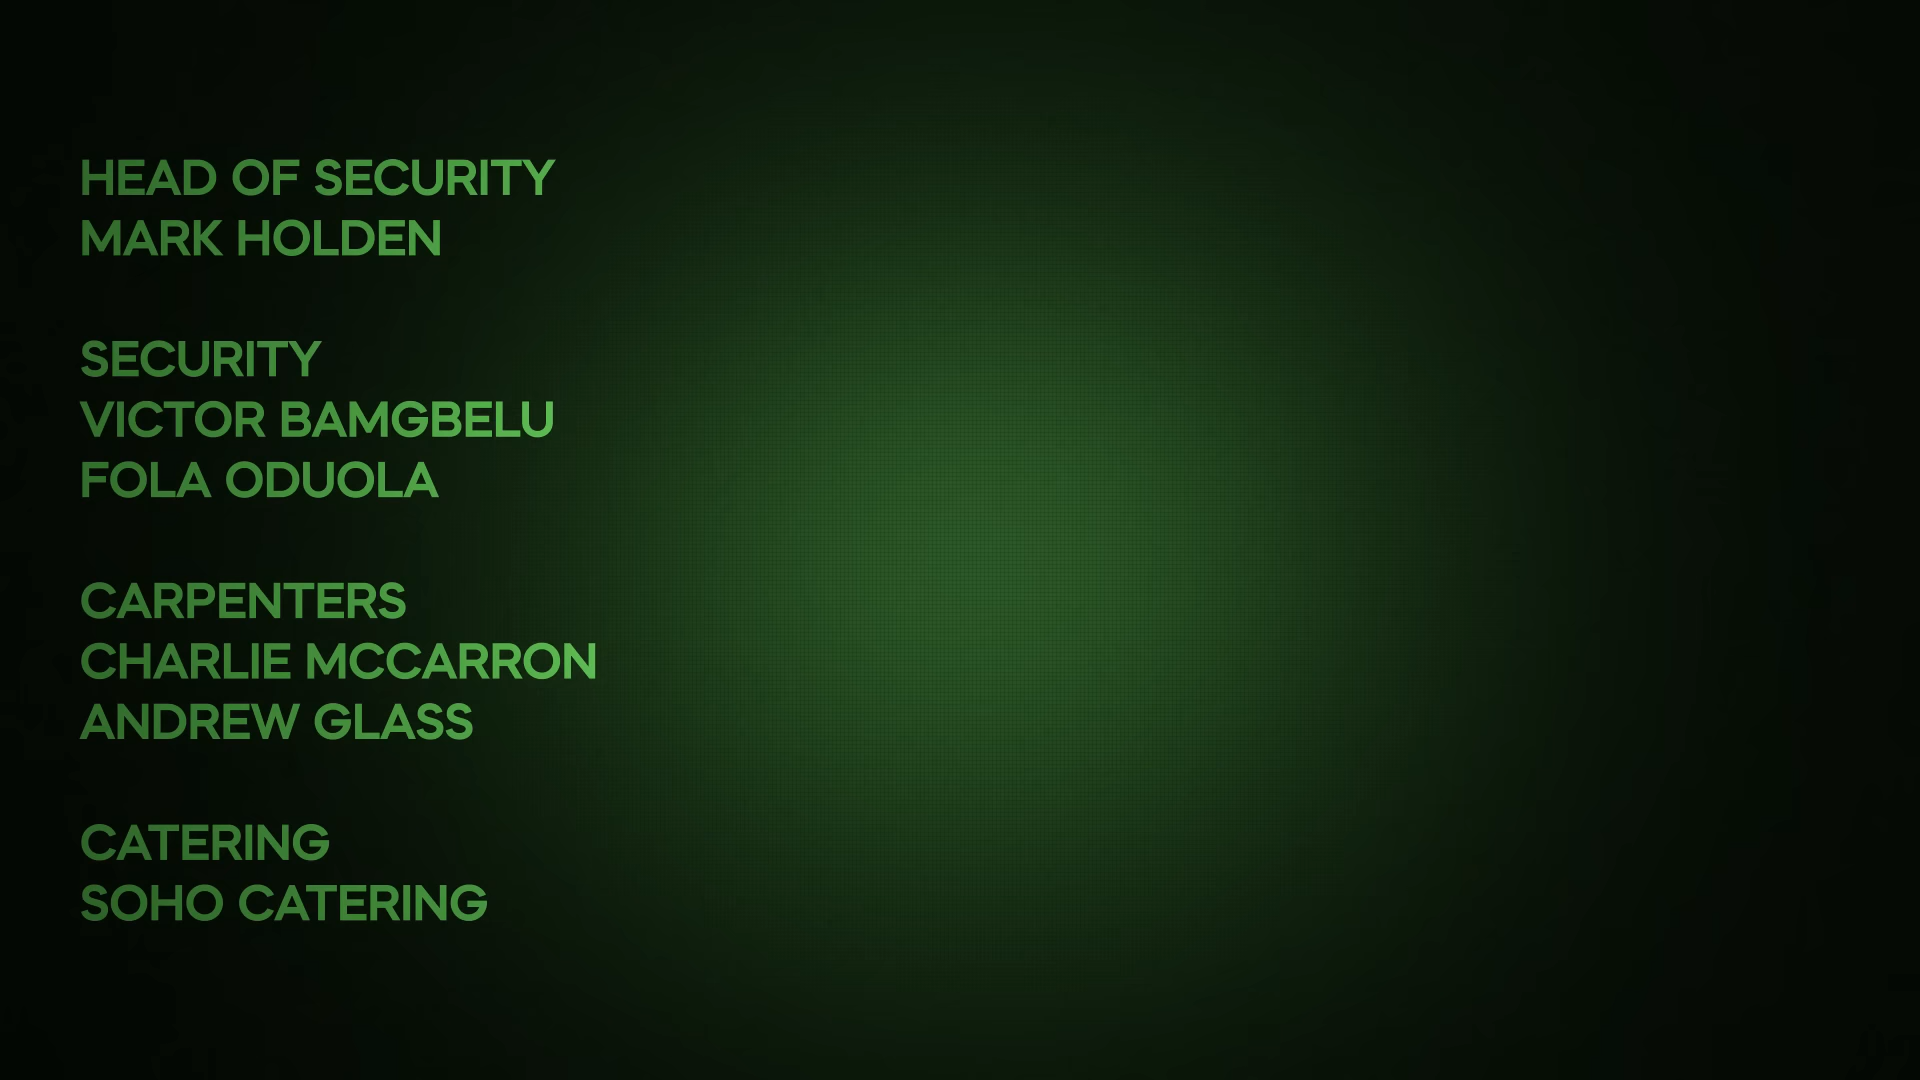 HEAD OF SECURITY
MARK HOLDEN
SECURITY
VICTOR BAMGBELU
FOLA ODUOLA
CARPENTERS
CHARLIE MCCARRON
ANDREW GLASS
CATERING
SOHO CATERING